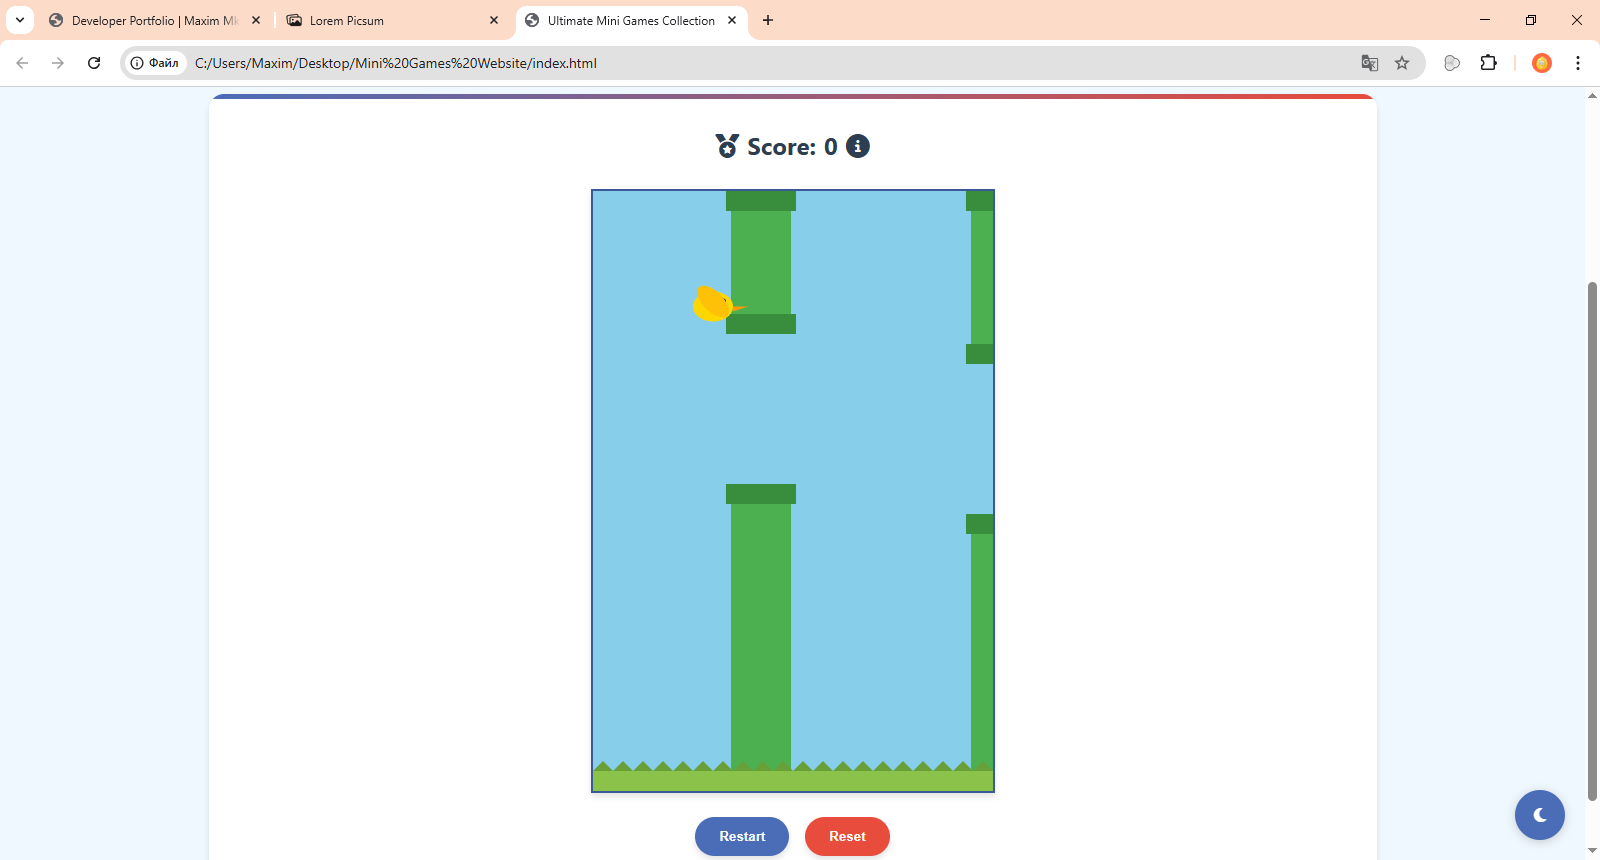 Developer Portfolio | Maxim M
Lorem Picsum
Ultimate Mini Games Collection
Файл
C:/Users/Maxim/Desktop/Mini%20Games%20Website/index.html
Score: 0
Restart
Reset